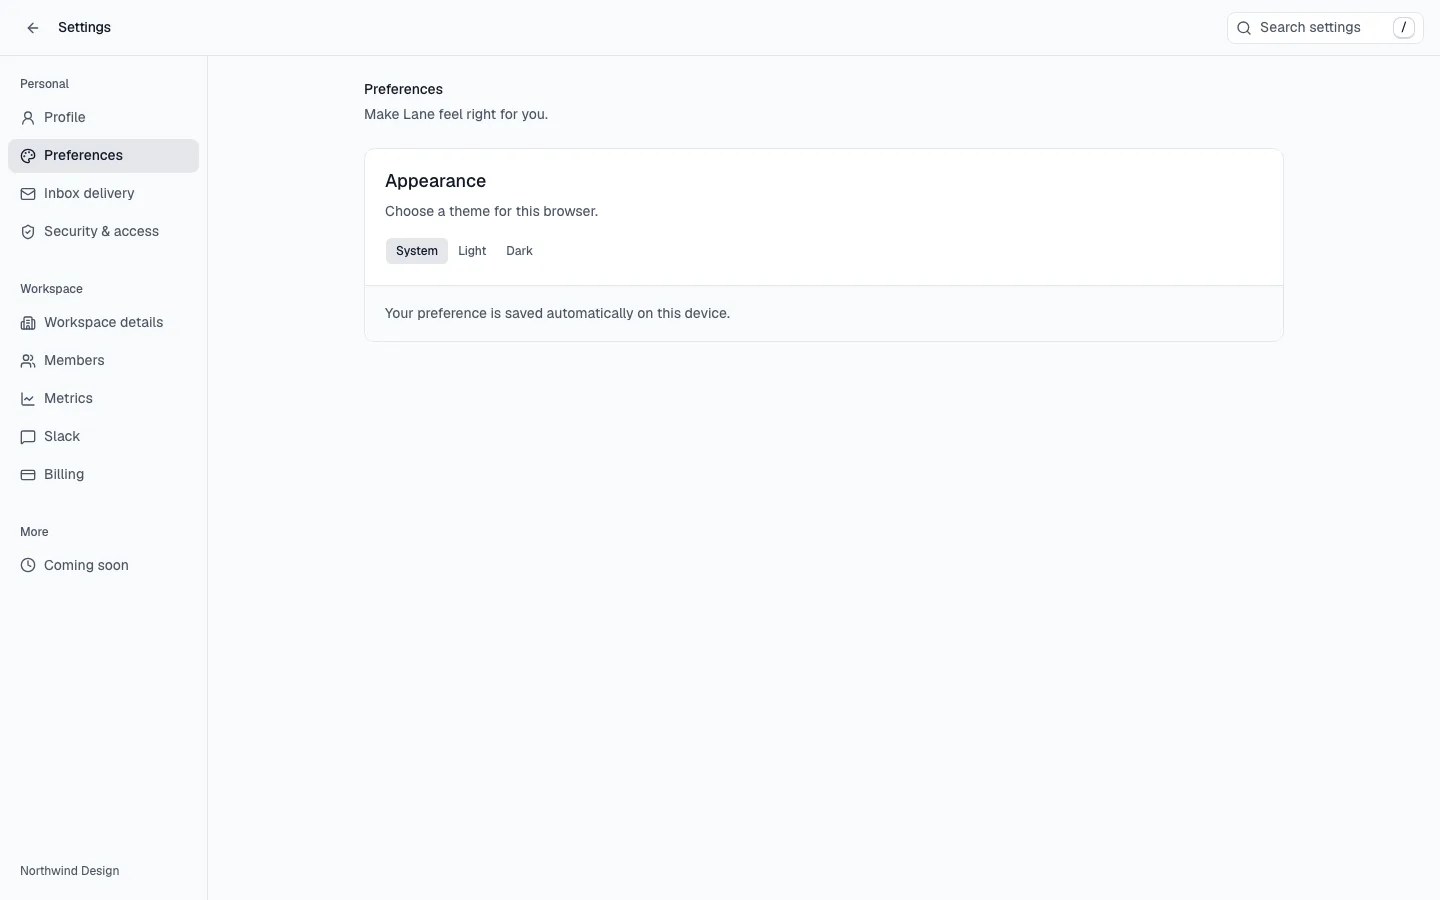 Settings
Search settings
/
Personal
Profile
Preferences
Inbox delivery
Security & access
Workspace
Workspace details
Members
Metrics
Slack
Billing
More
Coming soon
Northwind Design
Preferences
Make Lane feel right for you.
Appearance
Choose a theme for this browser.
System Light Dark
Your preference is saved automatically on this device.